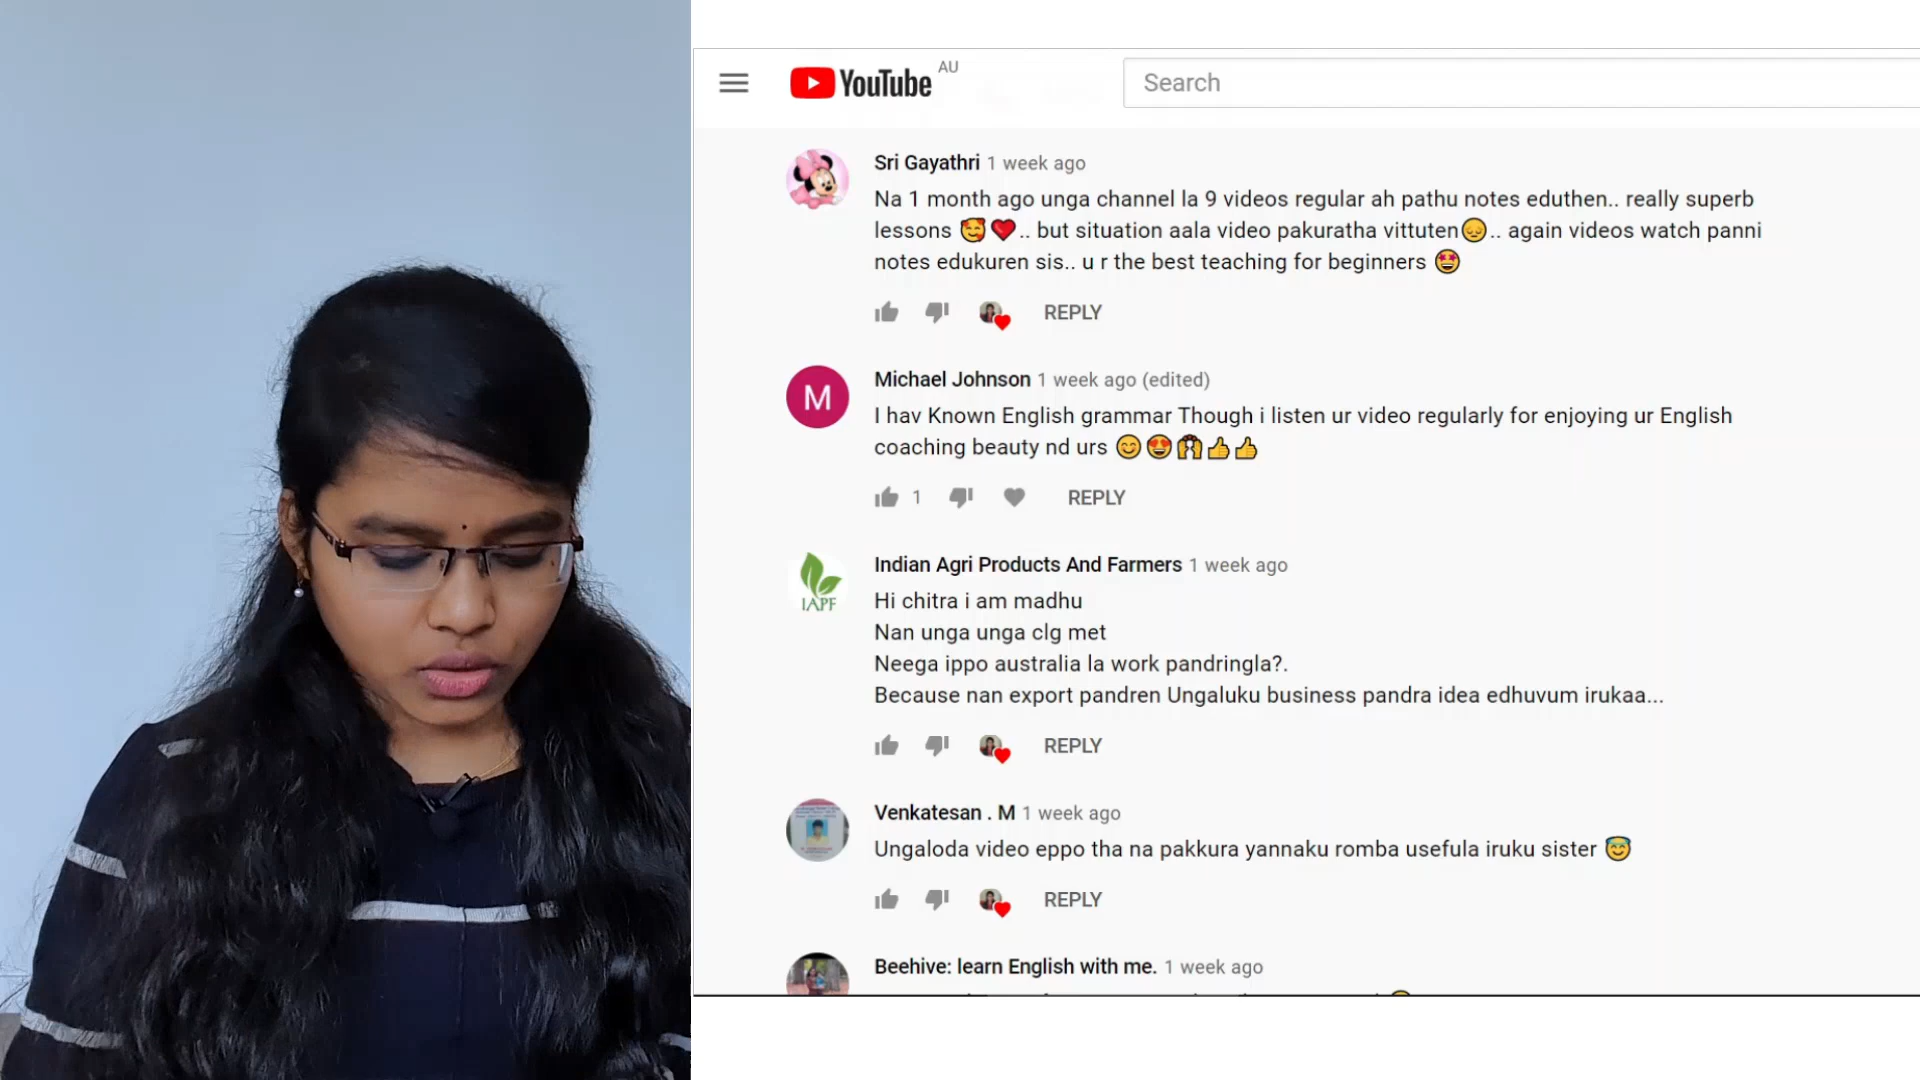 YouTube AU
Search
Sri Gayathri 1 week ago
Na 1 month ago unga channel la 9 videos regular ah pathu notes eduthen.. really superb
lessons 🥰❤️.. but situation aala video pakuratha vittuten😞.. again videos watch panni
notes edukuren sis.. u r the best teaching for beginners 🤩
REPLY
M
Michael Johnson 1 week ago (edited)
I hav Known English grammar Though i listen ur video regularly for enjoying ur English
coaching beauty nd urs 😊😍🙌👍👍
1 REPLY
IAPF
Indian Agri Products And Farmers 1 week ago
Hi chitra i am madhu
Nan unga unga clg met
Neega ippo australia la work pandringla?.
Because nan export pandren Ungaluku business pandra idea edhuvum irukaa...
REPLY
Venkatesan . M 1 week ago
Ungaloda video eppo tha na pakkura yannaku romba usefula iruku sister 😇
REPLY
Beehive: learn English with me. 1 week ago